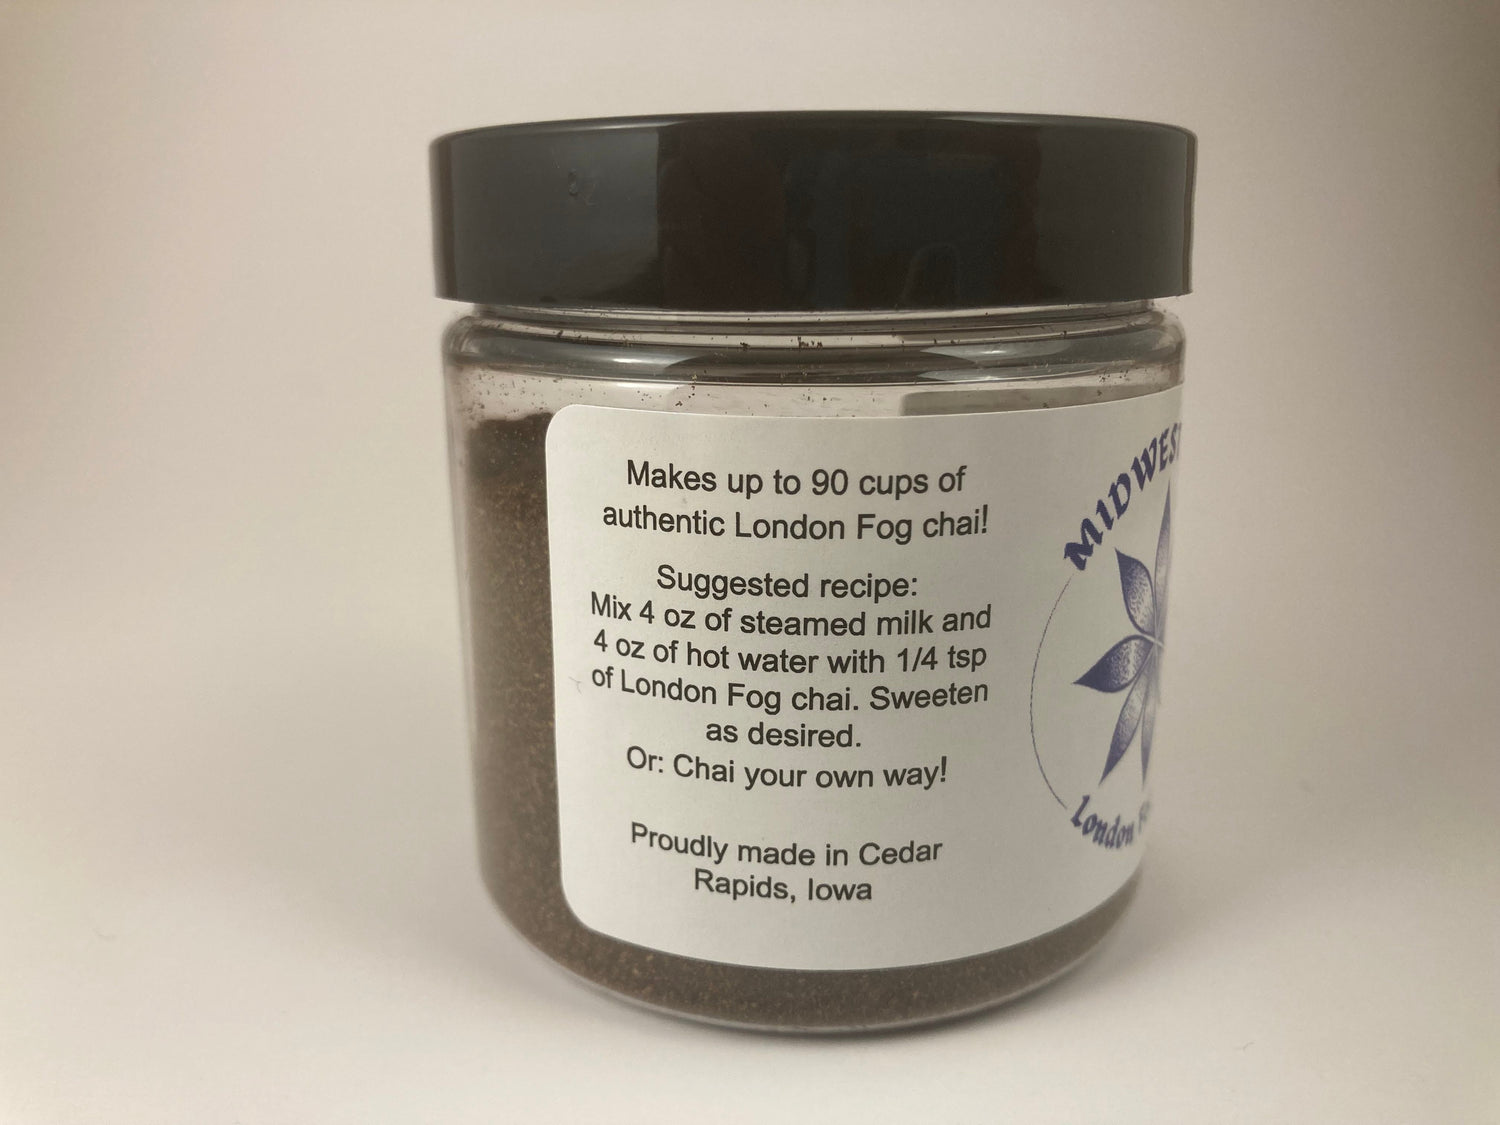 Makes up to 90 cups of
authentic London Fog chai!
Suggested recipe:
Mix 4 oz of steamed milk and
4 oz of hot water with 1/4 tsp
of London Fog chai. Sweeten
as desired.
Or: Chai your own way!
Proudly made in Cedar
Rapids, Iowa
MIDWEST
London